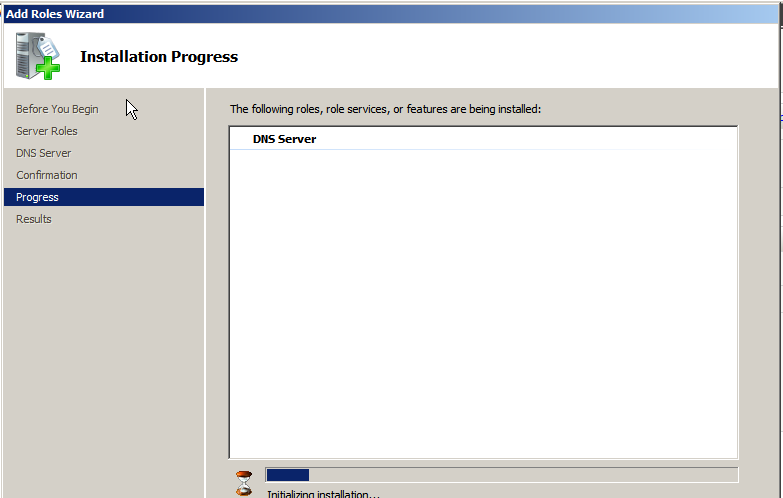 Add Roles Wizard
Installation Progress
Before You Begin
Server Roles
DNS Server
Confirmation
Progress
Results
The following roles, role services, or features are being installed:
DNS Server
Initializing installation...